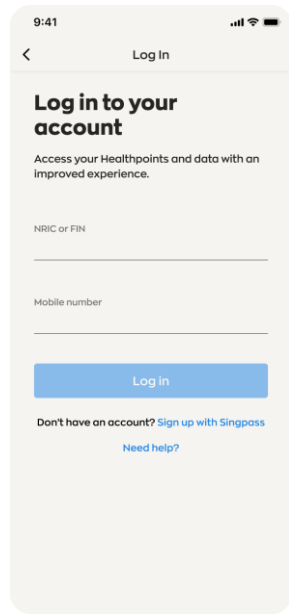 9:41
Log In
Log in to your
account
Access your Healthpoints and data with an
improved experience.
NRIC or FIN
Mobile number
Log in
Don't have an account? Sign up with Singpass
Need help?